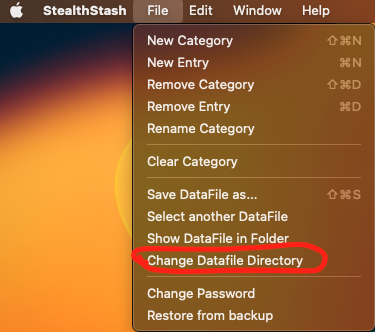 StealthStash File Edit Window Help
New Category ⇧⌘N
New Entry ⌘N
Remove Category ⇧⌘D
Remove Entry ⌘D
Rename Category
Clear Category
Save DataFile as... ⇧⌘S
Select another DataFile
Show DataFile in Folder
Change Datafile Directory
Change Password
Restore from backup